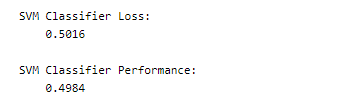 SVM Classifier Loss:
0.5016
SVM Classifier Performance:
0.4984